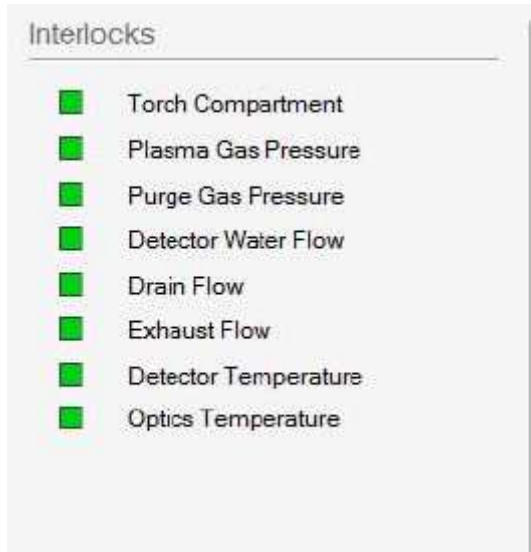 Interlocks
Torch Compartment
Plasma Gas Pressure
Purge Gas Pressure
Detector Water Flow
Drain Flow
Exhaust Flow
Detector Temperature
Optics Temperature